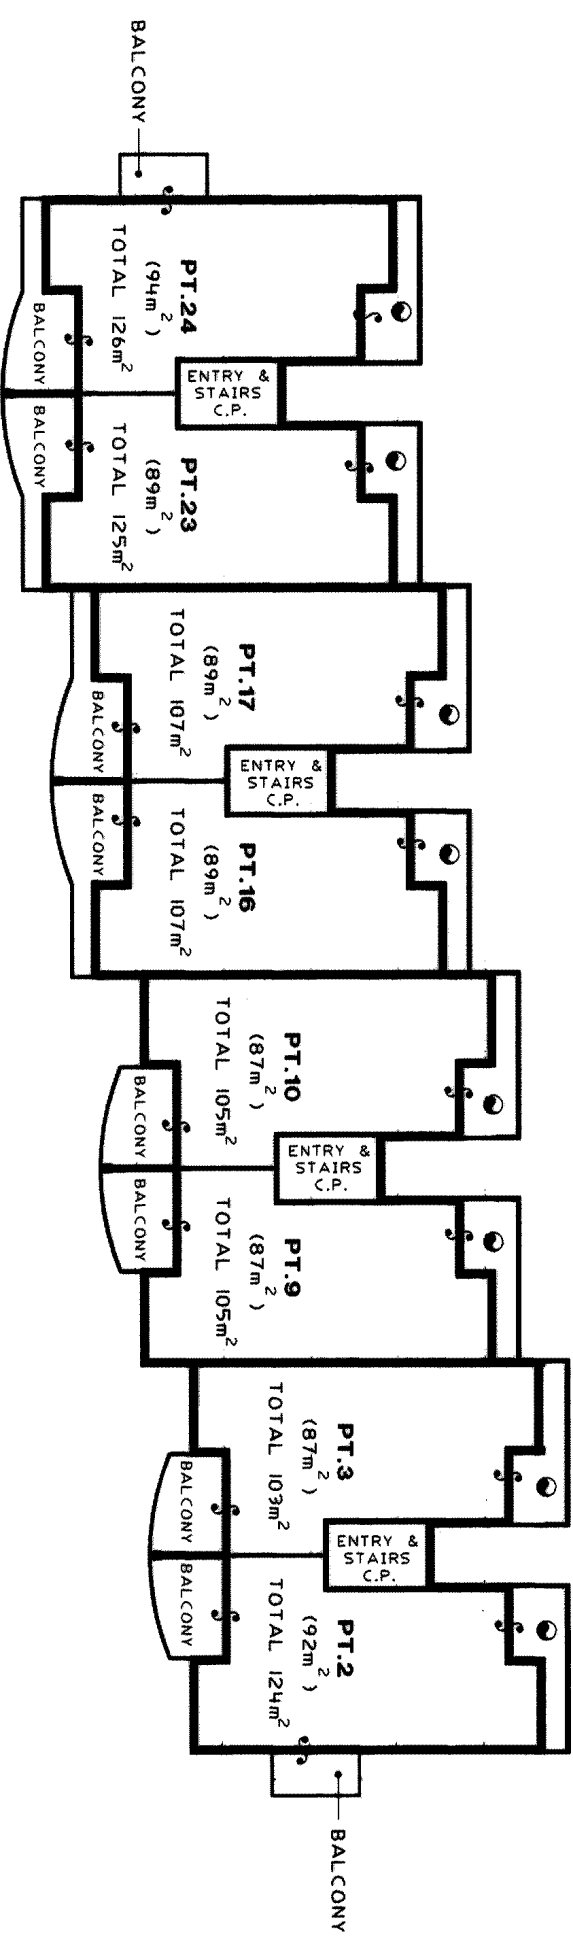 BALCONY
PT.24
(94m²)
TOTAL 126m²
BALCONY
ENTRY &
STAIRS
C.P.
BALCONY
PT.23
(89m²)
TOTAL 125m²
PT.17
(89m²)
TOTAL 107m²
BALCONY
ENTRY &
STAIRS
C.P.
BALCONY
PT.16
(89m²)
TOTAL 107m²
PT.10
(87m²)
TOTAL 105m²
BALCONY
ENTRY &
STAIRS
C.P.
BALCONY
PT.9
(87m²)
TOTAL 105m²
PT.3
(87m²)
TOTAL 103m²
BALCONY
ENTRY &
STAIRS
C.P.
BALCONY
PT.2
(92m²)
TOTAL 124m²
BALCONY